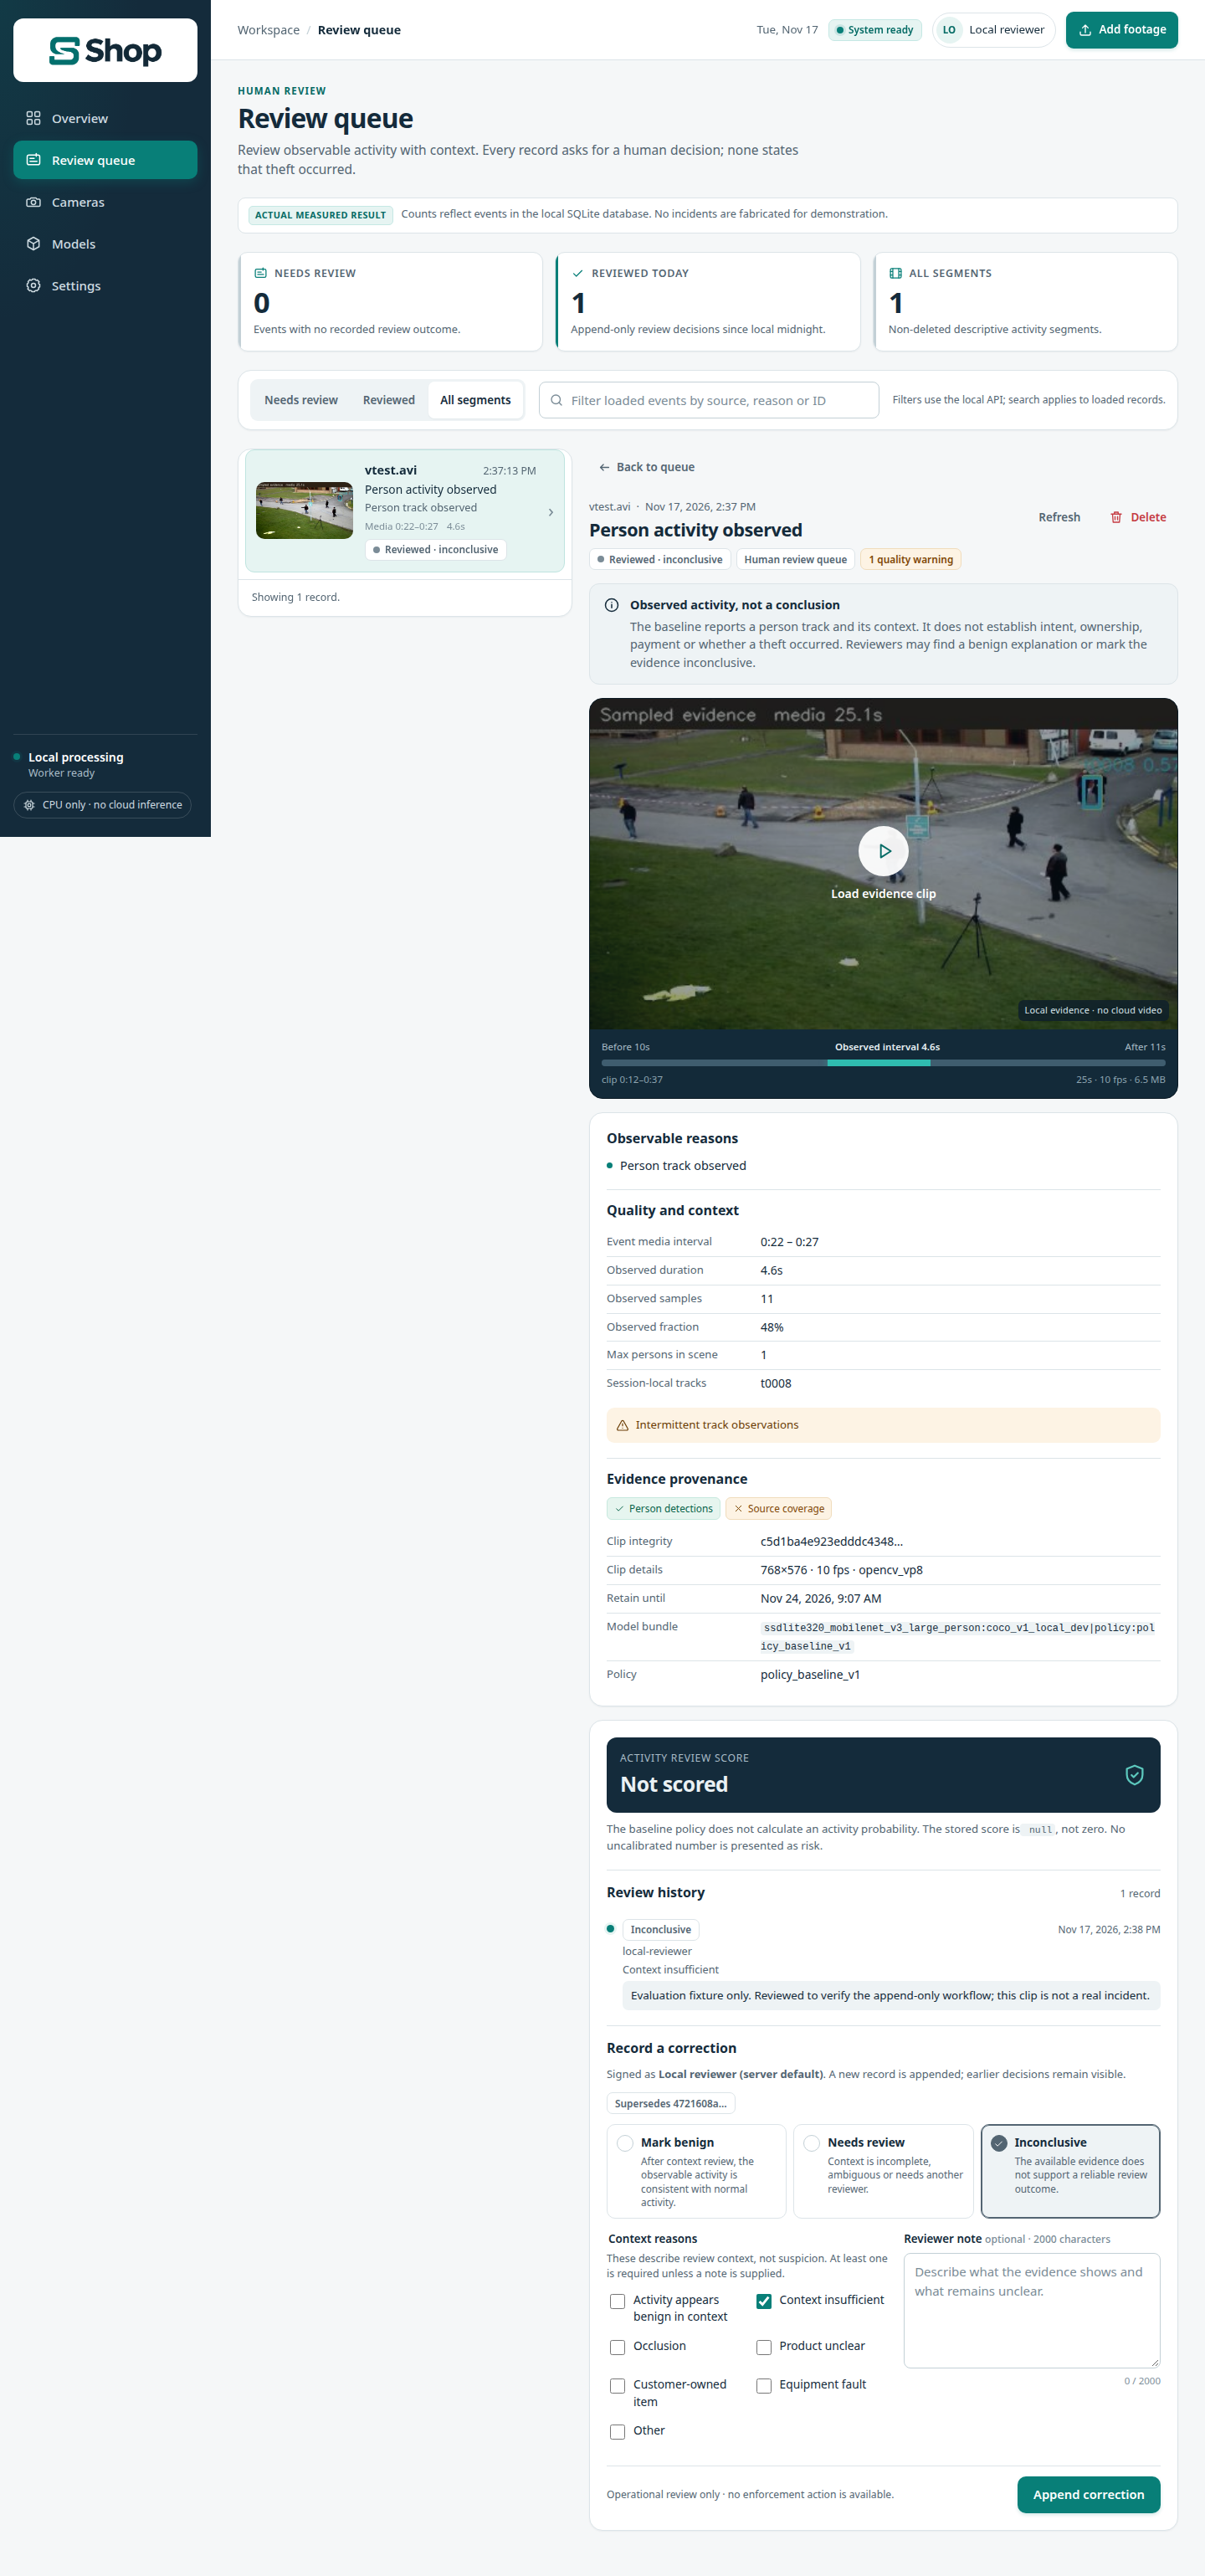 Shop
Overview
Review queue
Cameras
Models
Settings
Local processing
Worker ready
CPU only · no cloud inference
Workspace / Review queue
Tue, Nov 17
System ready
LO
Local reviewer
Add footage
HUMAN REVIEW
Review queue
Review observable activity with context. Every record asks for a human decision; none states
that theft occurred.
ACTUAL MEASURED RESULT Counts reflect events in the local SQLite database. No incidents are fabricated for demonstration.
NEEDS REVIEW
0
Events with no recorded review outcome.
REVIEWED TODAY
1
Append-only review decisions since local midnight.
ALL SEGMENTS
1
Non-deleted descriptive activity segments.
Needs review
Reviewed
All segments
Filter loaded events by source, reason or ID
Filters use the local API; search applies to loaded records.
vtest.avi 2:37:13 PM
Person activity observed
Person track observed
Media 0:22–0:27 4.6s
Reviewed · inconclusive
Showing 1 record.
Back to queue
vtest.avi · Nov 17, 2026, 2:37 PM
Person activity observed
Refresh
Delete
Reviewed · inconclusive
Human review queue
1 quality warning
Observed activity, not a conclusion
The baseline reports a person track and its context. It does not establish intent, ownership,
payment or whether a theft occurred. Reviewers may find a benign explanation or mark the
evidence inconclusive.
Sampled evidence media 25.1s
Load evidence clip
Local evidence · no cloud video
Before 10s
Observed interval 4.6s
After 11s
clip 0:12–0:37
25s · 10 fps · 6.5 MB
Observable reasons
Person track observed
Quality and context
Event media interval 0:22 – 0:27
Observed duration 4.6s
Observed samples 11
Observed fraction 48%
Max persons in scene 1
Session-local tracks t0008
Intermittent track observations
Evidence provenance
Person detections
Source coverage
Clip integrity c5d1ba4e923edddc4348…
Clip details 768×576 · 10 fps · opencv_vp8
Retain until Nov 24, 2026, 9:07 AM
Model bundle ssdlite320_mobilenet_v3_large_person:coco_v1_local_dev|policy:pol
icy_baseline_v1
Policy policy_baseline_v1
ACTIVITY REVIEW SCORE
Not scored
The baseline policy does not calculate an activity probability. The stored score is null, not zero. No
uncalibrated number is presented as risk.
Review history 1 record
Inconclusive Nov 17, 2026, 2:38 PM
local-reviewer
Context insufficient
Evaluation fixture only. Reviewed to verify the append-only workflow; this clip is not a real incident.
Record a correction
Signed as Local reviewer (server default). A new record is appended; earlier decisions remain visible.
Supersedes 4721608a…
Mark benign
After context review, the
observable activity is
consistent with normal
activity.
Needs review
Context is incomplete,
ambiguous or needs another
reviewer.
Inconclusive
The available evidence does
not support a reliable review
outcome.
Context reasons
These describe review context, not suspicion. At least one
is required unless a note is supplied.
Activity appears
benign in context
Context insufficient
Occlusion
Product unclear
Customer-owned
item
Equipment fault
Other
Reviewer note optional · 2000 characters
Describe what the evidence shows and
what remains unclear.
0 / 2000
Operational review only · no enforcement action is available.
Append correction